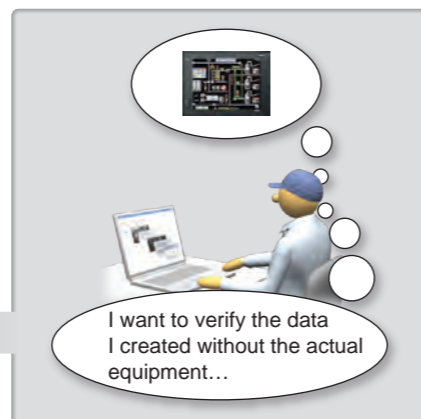 I want to verify the data
I created without the actual
equipment…